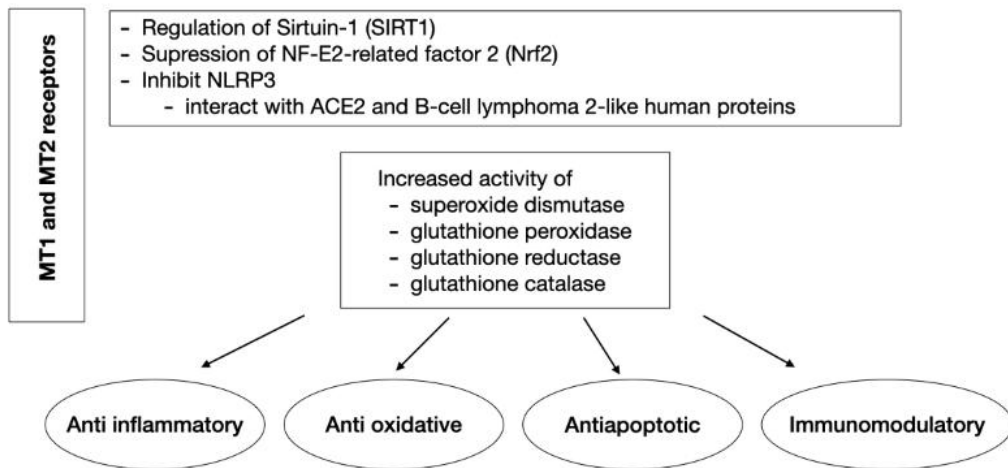 MT1 and MT2 receptors
- Regulation of Sirtuin-1 (SIRT1)
- Supression of NF-E2-related factor 2 (Nrf2)
- Inhibit NLRP3
- interact with ACE2 and B-cell lymphoma 2-like human proteins
Increased activity of
- superoxide dismutase
- glutathione peroxidase
- glutathione reductase
- glutathione catalase
Anti inflammatory
Anti oxidative
Antiapoptotic
Immunomodulatory